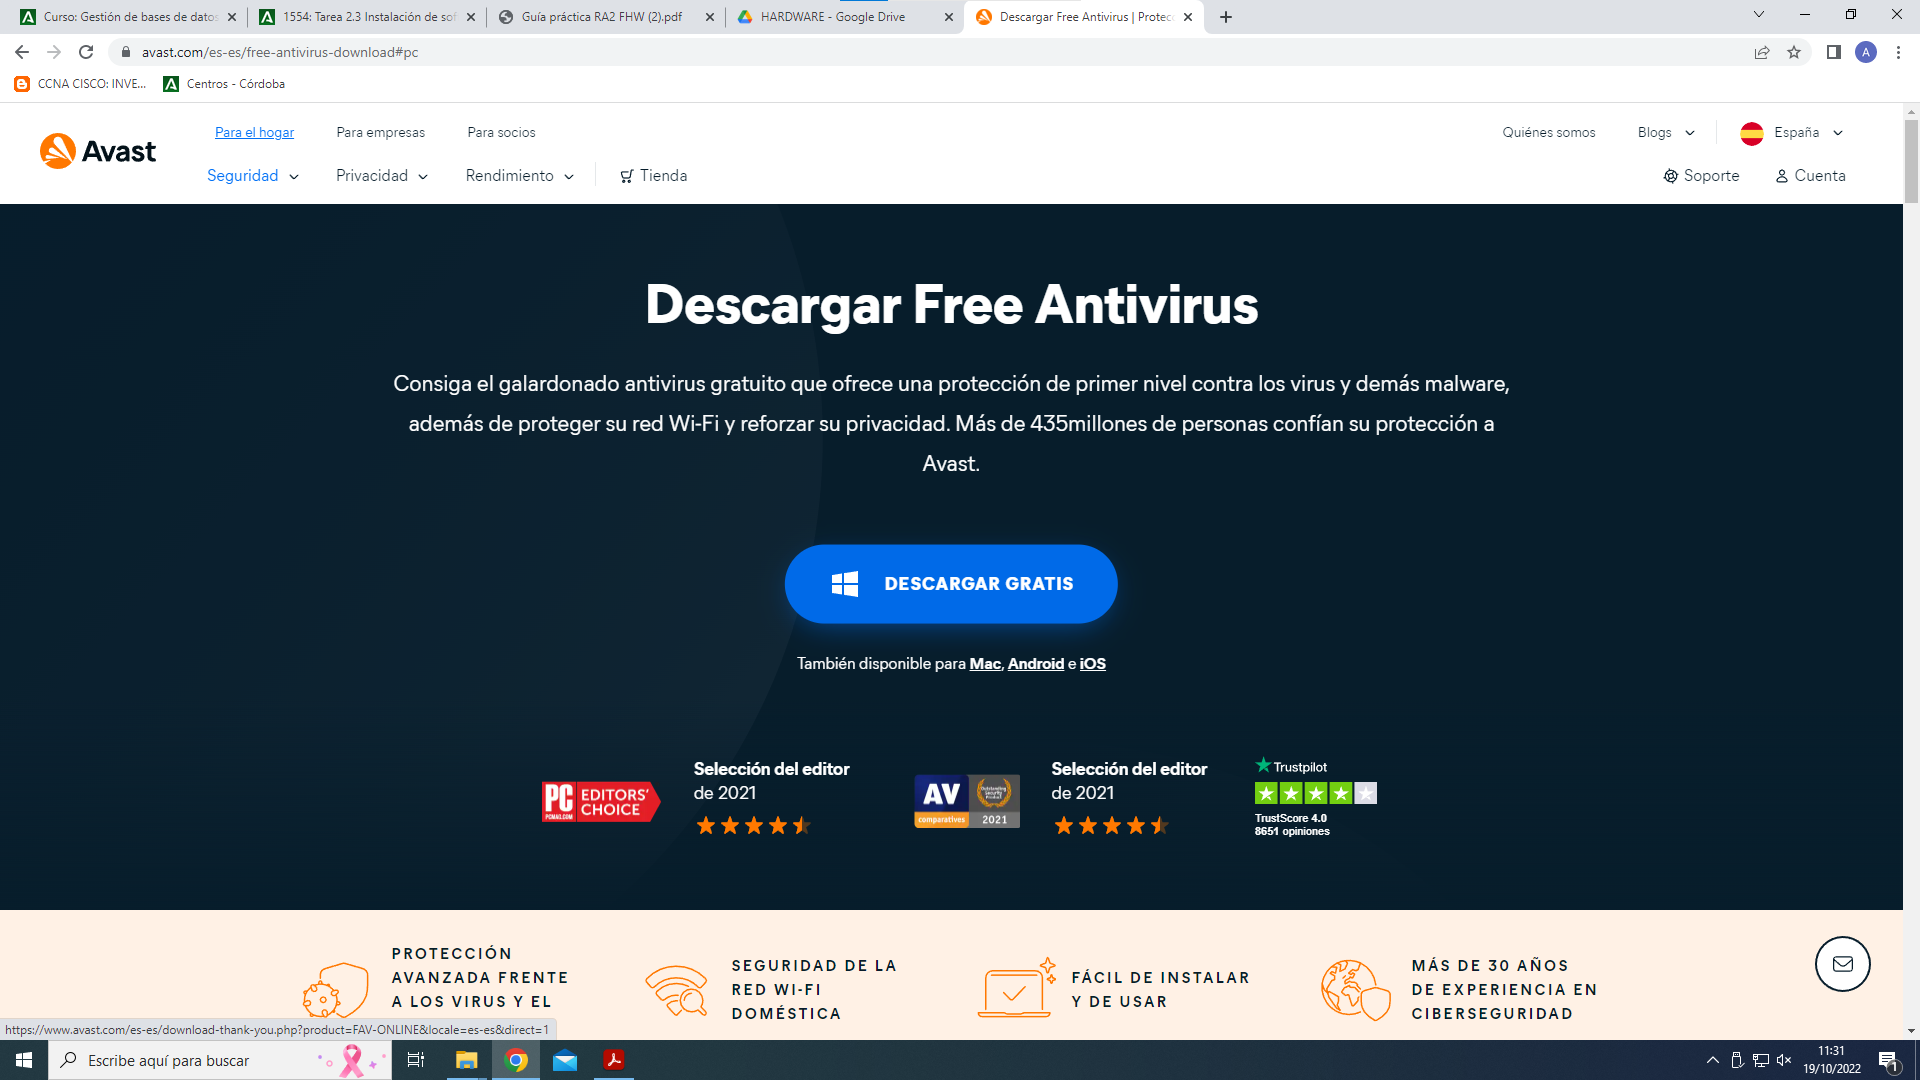 Curso: Gestión de bases de datos
1554: Tarea 2.3 Instalación de sof
Guía práctica RA2 FHW (2).pdf
HARDWARE - Google Drive
Descargar Free Antivirus | Protec
avast.com/es-es/free-antivirus-download#pc
A
CCNA CISCO: INVE...
Centros - Córdoba
Avast
Para el hogar
Para empresas
Para socios
Quiénes somos
Blogs
España
Seguridad
Privacidad
Rendimiento
Tienda
Soporte
Cuenta
Descargar Free Antivirus
Consiga el galardonado antivirus gratuito que ofrece una protección de primer nivel contra los virus y demás malware,
además de proteger su red Wi-Fi y reforzar su privacidad. Más de 435millones de personas confían su protección a
Avast.
DESCARGAR GRATIS
También disponible para Mac, Android e iOS
PC
PCMAG.COM
EDITORS'
CHOICE
Selección del editor
de 2021
AV
comparatives
2021
Selección del editor
de 2021
Trustpilot
TrustScore 4.0
8651 opiniones
PROTECCIÓN
AVANZADA FRENTE
A LOS VIRUS Y EL
SEGURIDAD DE LA
RED WI-FI
DOMÉSTICA
FÁCIL DE INSTALAR
Y DE USAR
MÁS DE 30 AÑOS
DE EXPERIENCIA EN
CIBERSEGURIDAD
https://www.avast.com/es-es/download-thank-you.php?product=FAV-ONLINE&locale=es-es&direct=1
Escribe aquí para buscar
11:31
19/10/2022
1